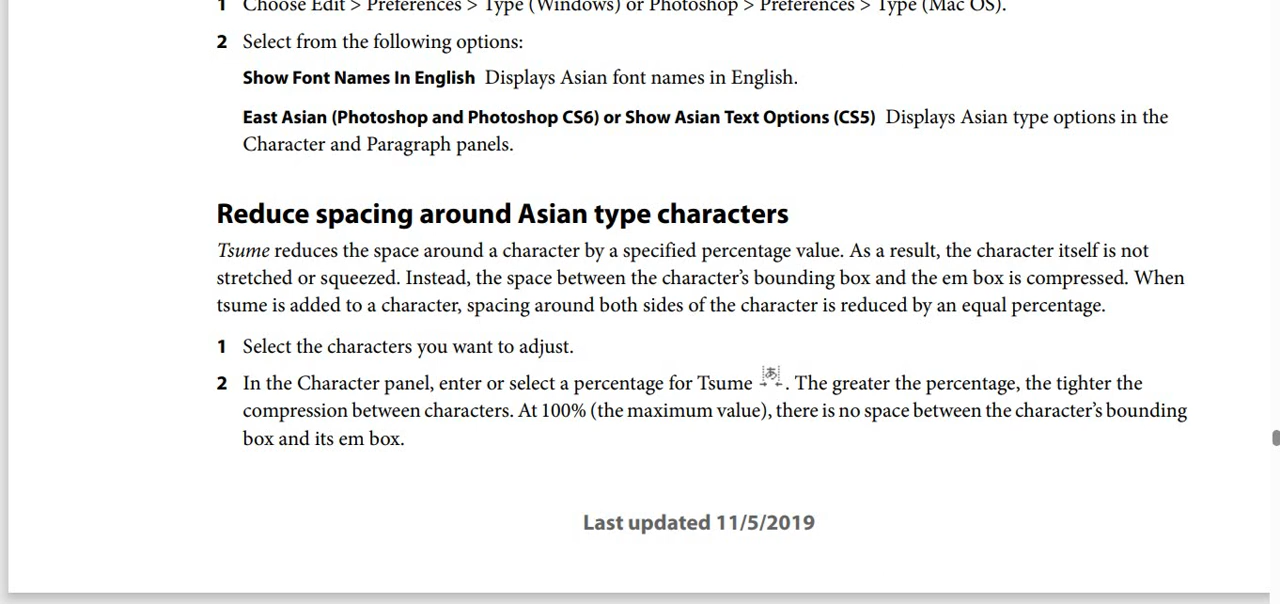 1 Choose Edit > Preferences > Type (Windows) or Photoshop > Preferences > Type (Mac OS).
2 Select from the following options:
Show Font Names In English Displays Asian font names in English.
East Asian (Photoshop and Photoshop CS6) or Show Asian Text Options (CS5) Displays Asian type options in the
Character and Paragraph panels.
Reduce spacing around Asian type characters
Tsume reduces the space around a character by a specified percentage value. As a result, the character itself is not
stretched or squeezed. Instead, the space between the character's bounding box and the em box is compressed. When
tsume is added to a character, spacing around both sides of the character is reduced by an equal percentage.
1 Select the characters you want to adjust.
2 In the Character panel, enter or select a percentage for Tsume あ. The greater the percentage, the tighter the
compression between characters. At 100% (the maximum value), there is no space between the character's bounding
box and its em box.
Last updated 11/5/2019